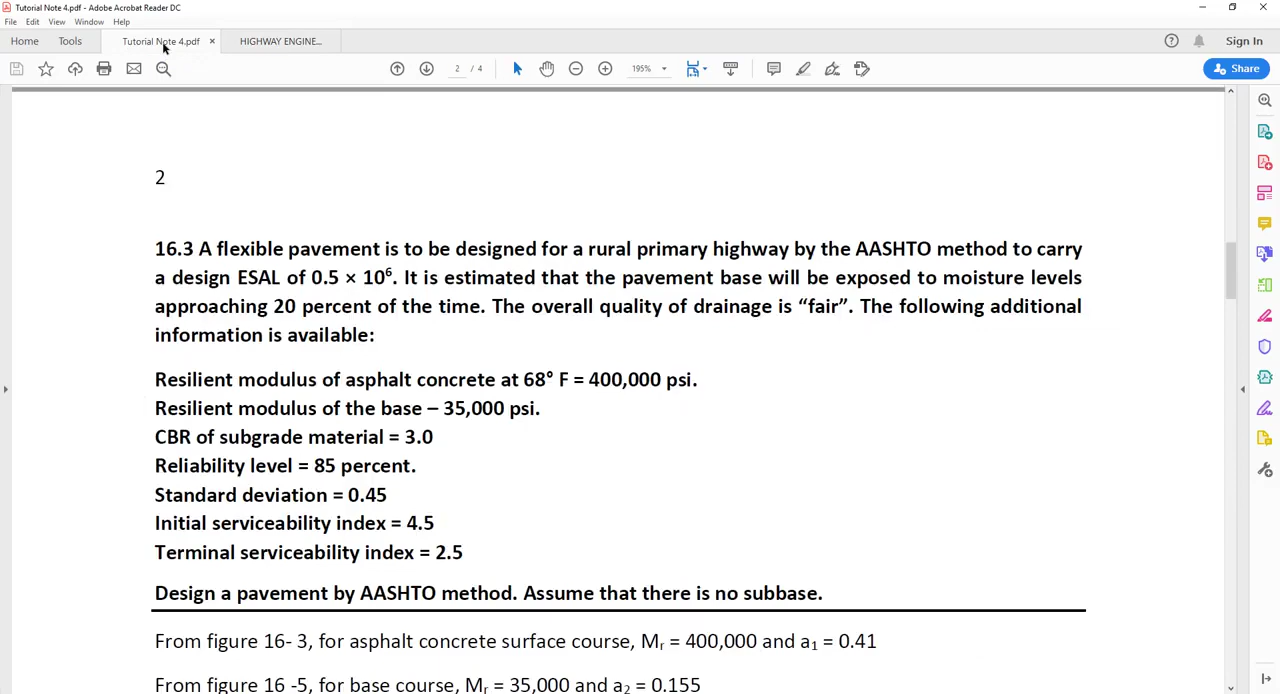 Tutorial Note 4.pdf - Adobe Acrobat Reader DC
File Edit View Window Help
Home Tools Tutorial Note 4.pdf × HIGHWAY ENGINE... Sign In
2 / 4 195% Share
2
16.3 A flexible pavement is to be designed for a rural primary highway by the AASHTO method to carry
a design ESAL of 0.5 × 10⁶. It is estimated that the pavement base will be exposed to moisture levels
approaching 20 percent of the time. The overall quality of drainage is “fair”. The following additional
information is available:
Resilient modulus of asphalt concrete at 68° F = 400,000 psi.
Resilient modulus of the base – 35,000 psi.
CBR of subgrade material = 3.0
Reliability level = 85 percent.
Standard deviation = 0.45
Initial serviceability index = 4.5
Terminal serviceability index = 2.5
Design a pavement by AASHTO method. Assume that there is no subbase.
From figure 16- 3, for asphalt concrete surface course, Mᵣ = 400,000 and a₁ = 0.41
From figure 16 -5, for base course, Mᵣ = 35,000 and a₂ = 0.155